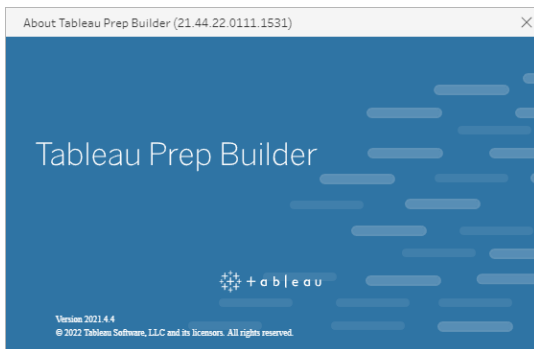 About Tableau Prep Builder (21.44.22.0111.1531)
Tableau Prep Builder
+ a b | e a u
Version 2021.4.4
© 2022 Tableau Software, LLC and its licensors. All rights reserved.